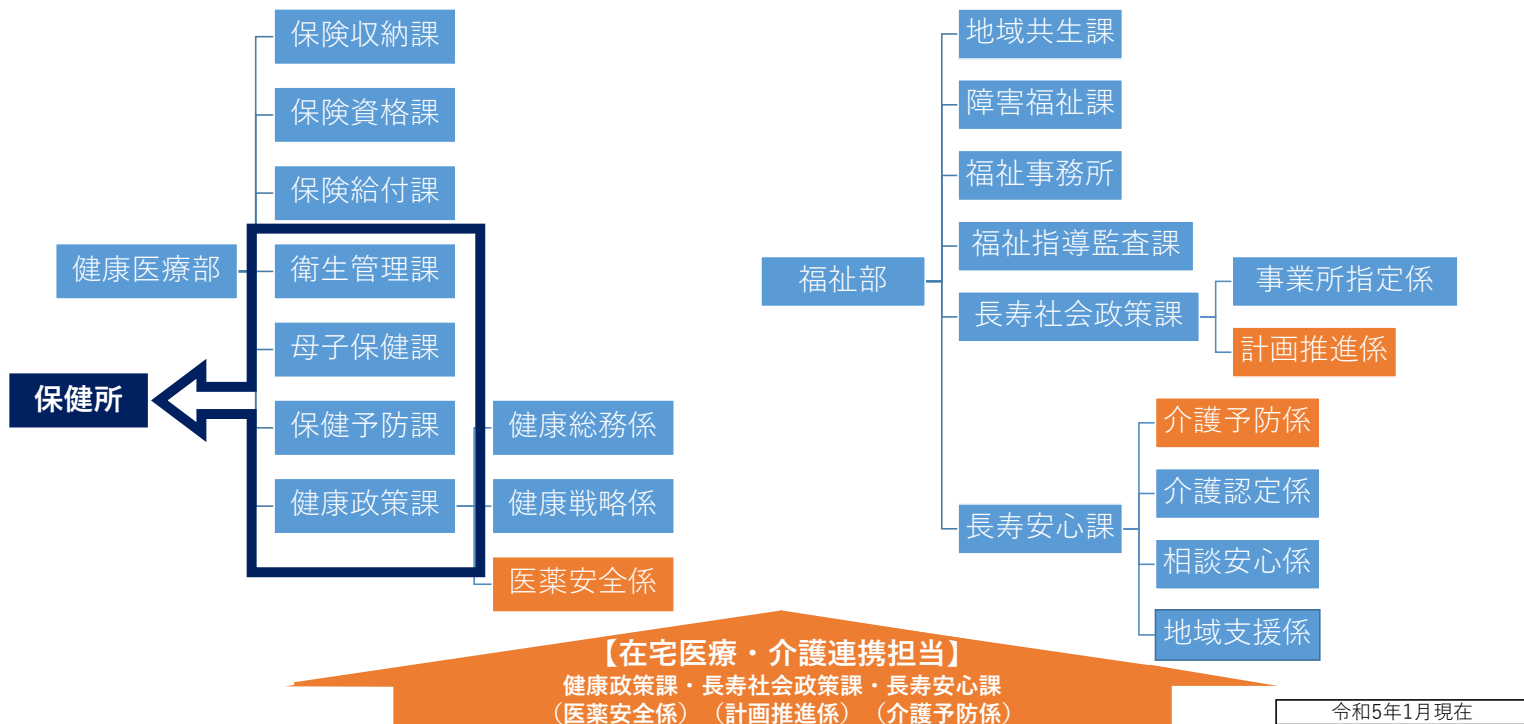 保険収納課
保険資格課
保険給付課
健康医療部
衛生管理課
母子保健課
保健所
保健予防課
健康政策課
健康総務係
健康戦略係
医薬安全係
地域共生課
障害福祉課
福祉事務所
福祉指導監査課
福祉部
長寿社会政策課
事業所指定係
計画推進係
長寿安心課
介護予防係
介護認定係
相談安心係
地域支援係
【在宅医療・介護連携担当】
健康政策課・長寿社会政策課・長寿安心課
（医薬安全係）（計画推進係）（介護予防係）
令和5年1月現在